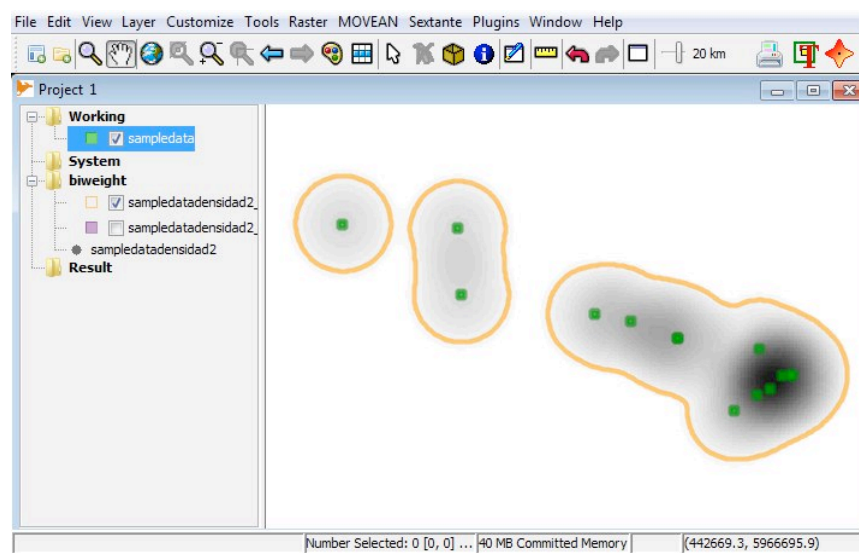 File Edit View Layer Customize Tools Raster MOVEAN Sextante Plugins Window Help
20 km
Project 1
Working
sampledata
System
biweight
sampledatadensidad2_
sampledatadensidad2_
sampledatadensidad2
Result
Number Selected: 0 [0, 0] ... 40 MB Committed Memory (442669.3, 5966695.9)